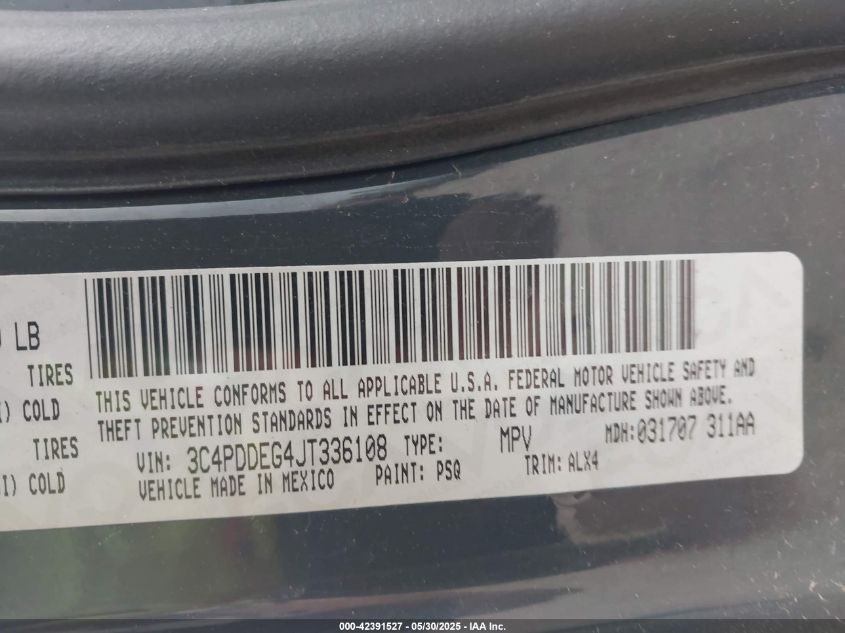 LB
TIRES
COLD
TIRES
COLD
THIS VEHICLE CONFORMS TO ALL APPLICABLE U.S.A. FEDERAL MOTOR VEHICLE SAFETY AND
THEFT PREVENTION STANDARDS IN EFFECT ON THE DATE OF MANUFACTURE SHOWN ABOVE.
VIN: 3C4PDDEG4JT336108 TYPE: MPV MDH:031707 311AA
VEHICLE MADE IN MEXICO PAINT: PSQ TRIM: ALX4
000-42391527 - 05/30/2025 - IAA Inc.